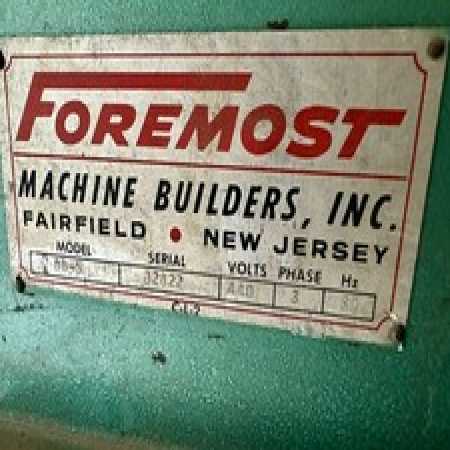 FOREMOST
MACHINE BUILDERS, INC.
FAIRFIELD • NEW JERSEY
MODEL SERIAL VOLTS PHASE Hz
440 3